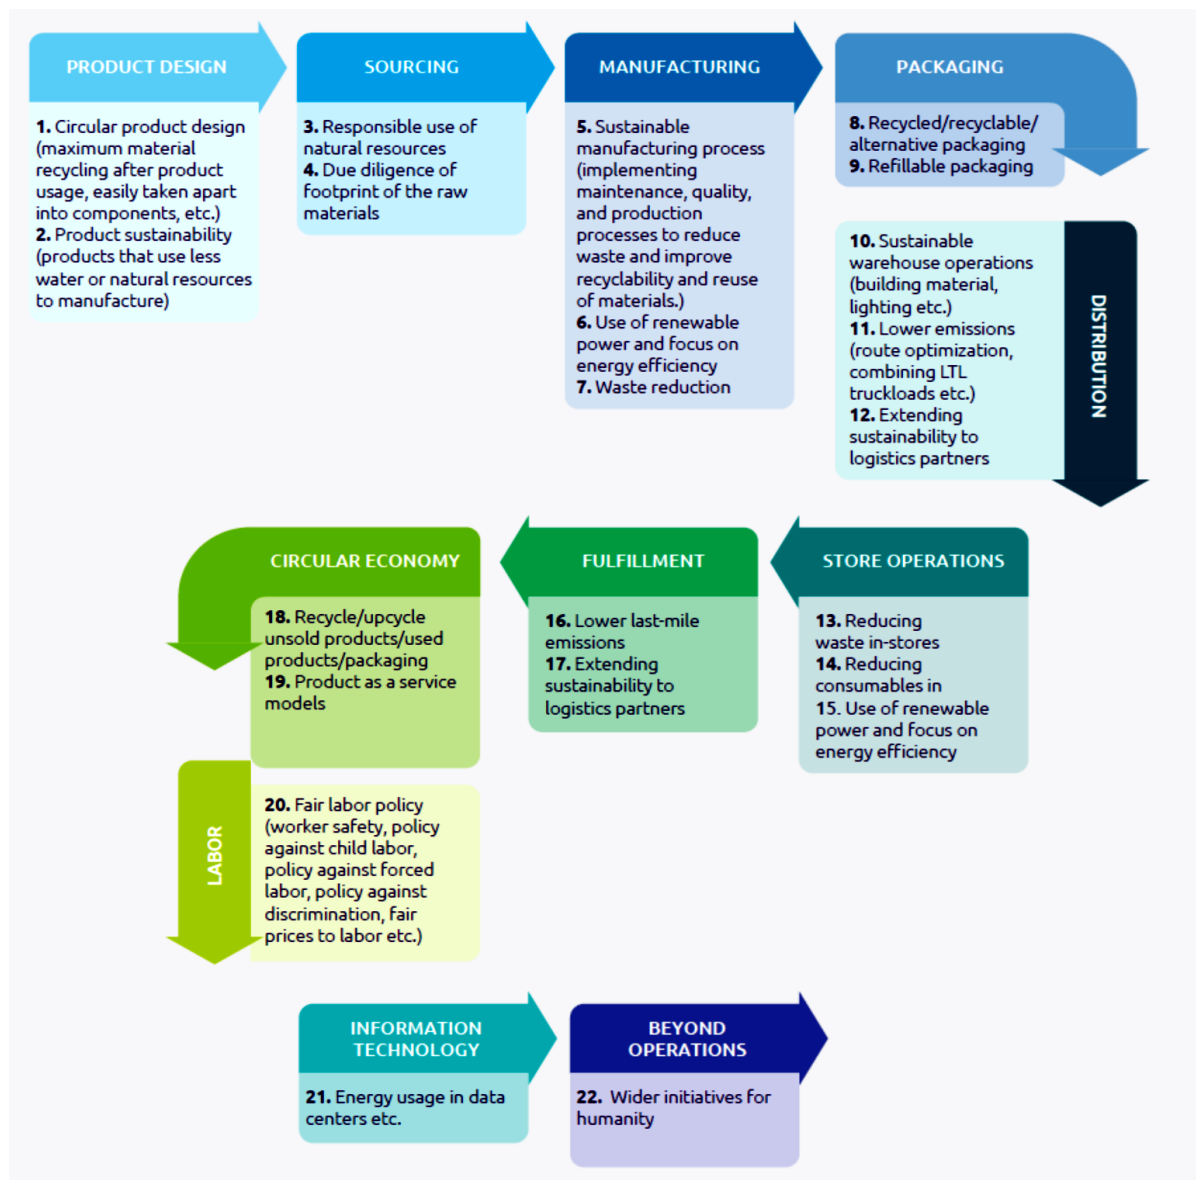 PRODUCT DESIGN
1. Circular product design
(maximum material
recycling after product
usage, easily taken apart
into components, etc.)
2. Product sustainability
(products that use less
water or natural resources
to manufacture)
SOURCING
3. Responsible use of
natural resources
4. Due diligence of
footprint of the raw
materials
MANUFACTURING
5. Sustainable
manufacturing process
(implementing
maintenance, quality,
and production
processes to reduce
waste and improve
recyclability and reuse
of materials.)
6. Use of renewable
power and focus on
energy efficiency
7. Waste reduction
PACKAGING
8. Recycled/recyclable/
alternative packaging
9. Refillable packaging
DISTRIBUTION
10. Sustainable
warehouse operations
(building material,
lighting etc.)
11. Lower emissions
(route optimization,
combining LTL
truckloads etc.)
12. Extending
sustainability to
logistics partners
STORE OPERATIONS
13. Reducing
waste in-stores
14. Reducing
consumables in
15. Use of renewable
power and focus on
energy efficiency
FULFILLMENT
16. Lower last-mile
emissions
17. Extending
sustainability to
logistics partners
CIRCULAR ECONOMY
18. Recycle/upcycle
unsold products/used
products/packaging
19. Product as a service
models
LABOR
20. Fair labor policy
(worker safety, policy
against child labor,
policy against forced
labor, policy against
discrimination, fair
prices to labor etc.)
INFORMATION
TECHNOLOGY
21. Energy usage in data
centers etc.
BEYOND
OPERATIONS
22. Wider initiatives for
humanity